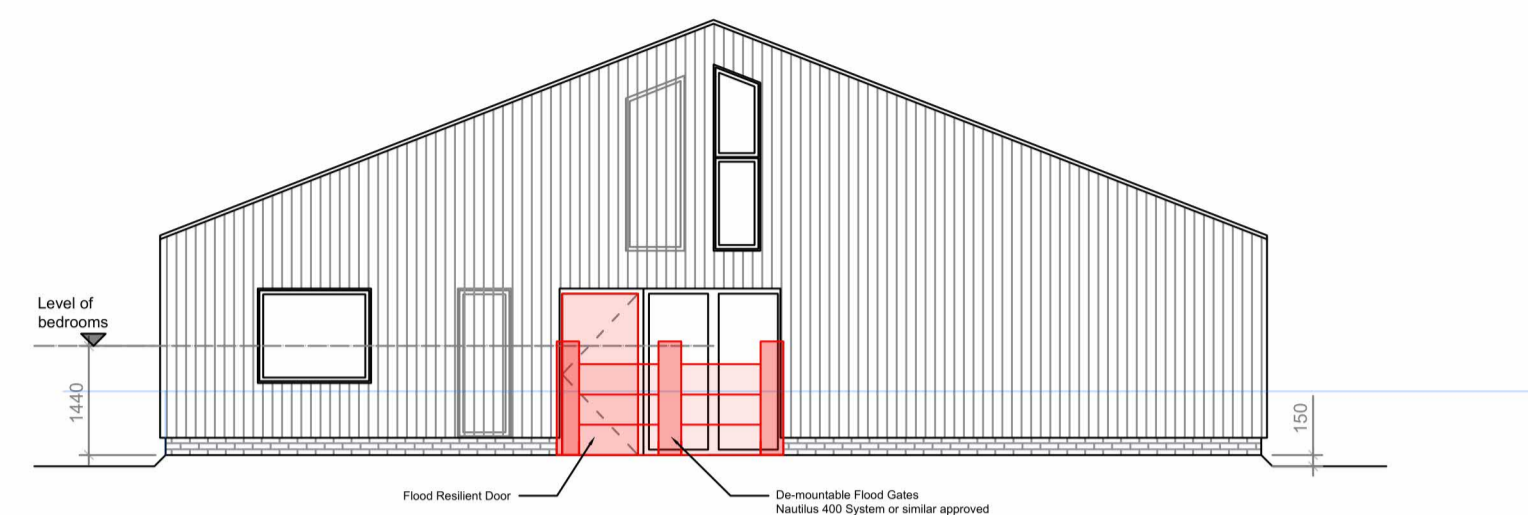 Level of
bedrooms
1440
150
Flood Resilient Door
De-mountable Flood Gates
Nautilus 400 System or similar approved